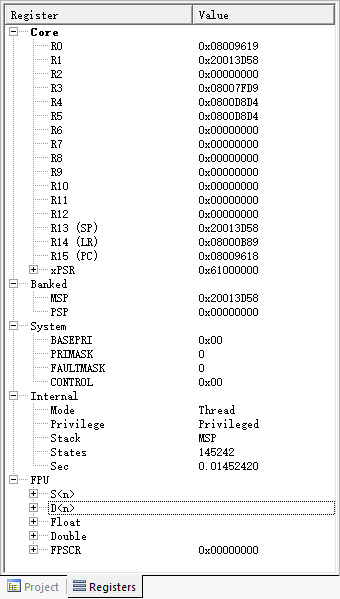 Register Value
Core
R0 0x08009619
R1 0x20013D58
R2 0x00000000
R3 0x08007FD9
R4 0x0800D8D4
R5 0x0800D8D4
R6 0x00000000
R7 0x00000000
R8 0x00000000
R9 0x00000000
R10 0x00000000
R11 0x00000000
R12 0x00000000
R13 (SP) 0x20013D58
R14 (LR) 0x08000B89
R15 (PC) 0x08009618
xPSR 0x61000000
Banked
MSP 0x20013D58
PSP 0x00000000
System
BASEPRI 0x00
PRIMASK 0
FAULTMASK 0
CONTROL 0x00
Internal
Mode Thread
Privilege Privileged
Stack MSP
States 145242
Sec 0.01452420
FPU
S<n>
D<n>
Float
Double
FPSCR 0x00000000
Project Registers